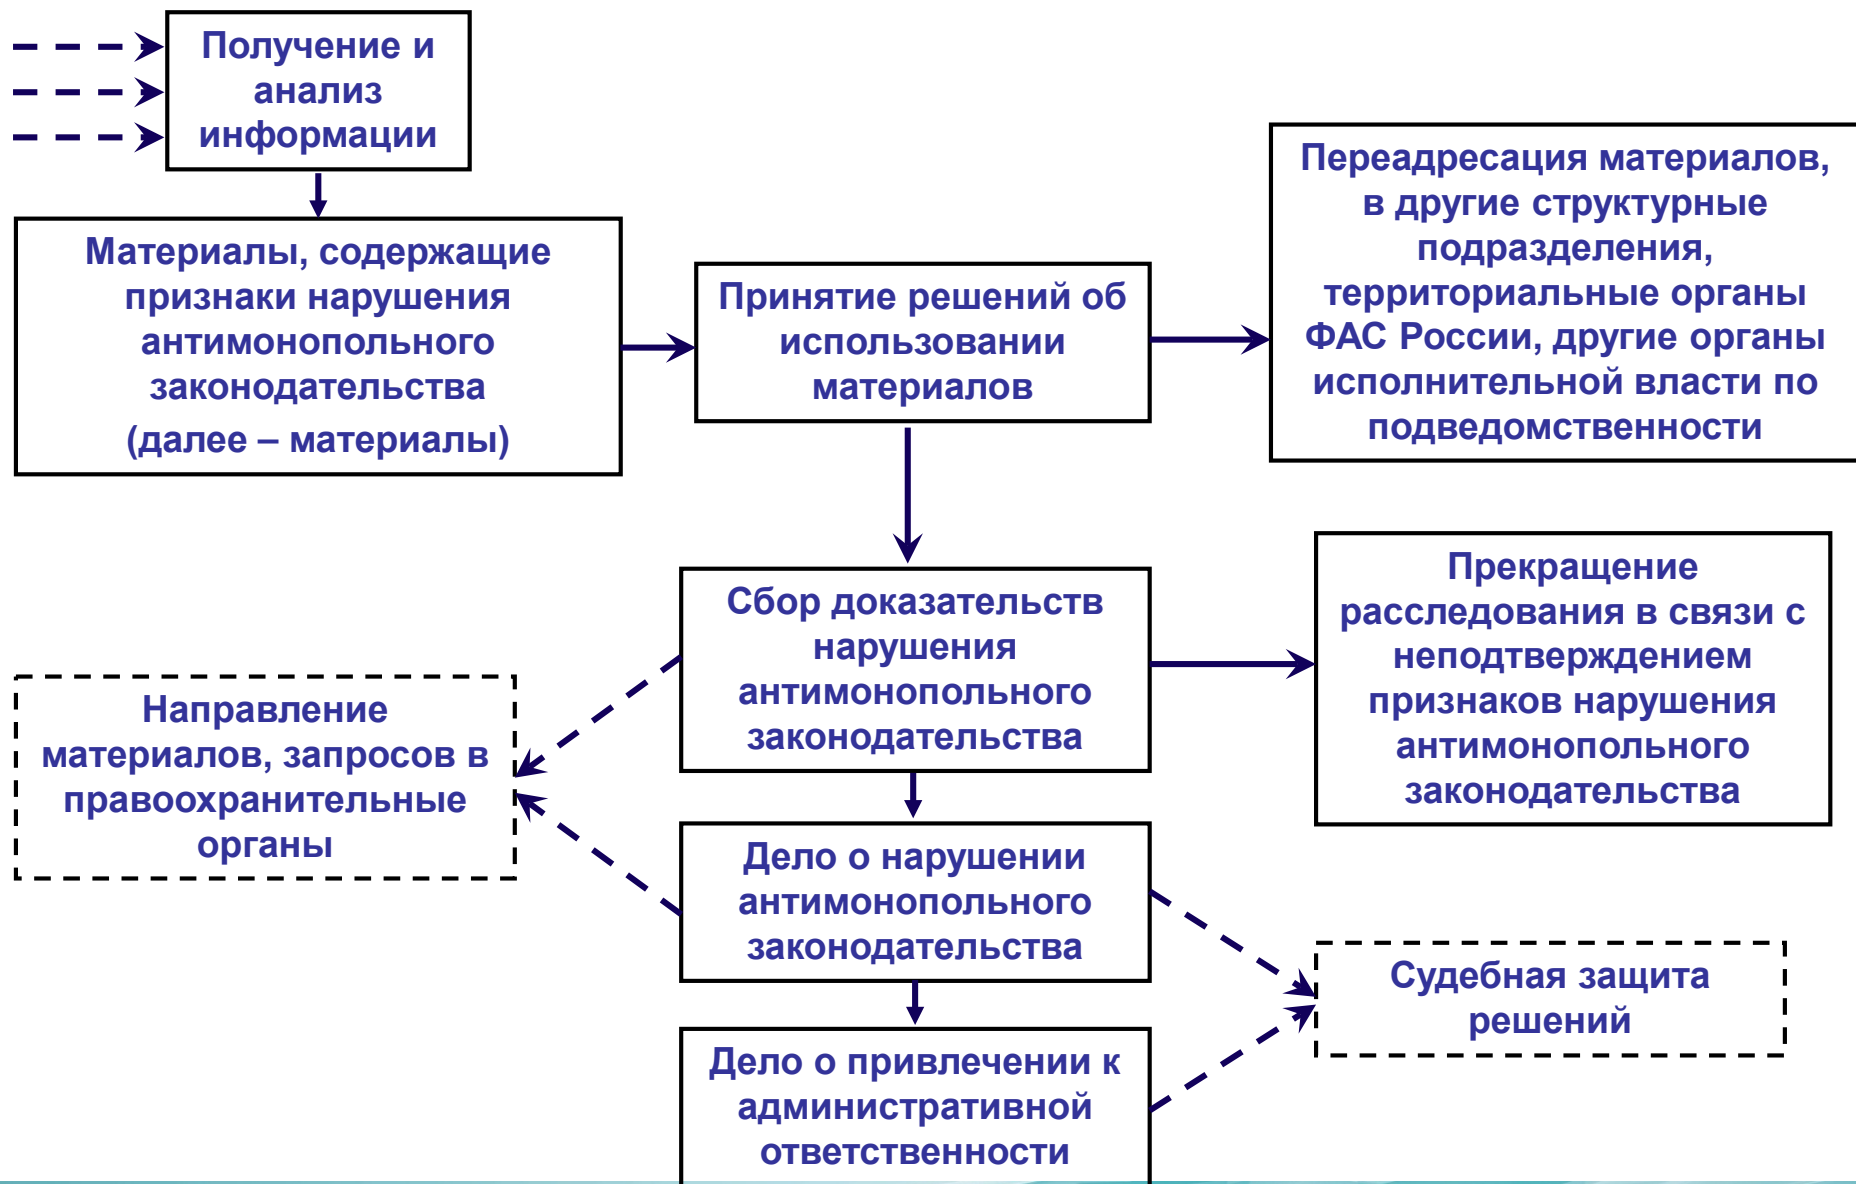 Получение и
анализ
информации
Материалы, содержащие
признаки нарушения
антимонопольного
законодательства
(далее – материалы)
Принятие решений об
использовании
материалов
Переадресация материалов,
в другие структурные
подразделения,
территориальные органы
ФАС России, другие органы
исполнительной власти по
подведомственности
Сбор доказательств
нарушения
антимонопольного
законодательства
Прекращение
расследования в связи с
неподтверждением
признаков нарушения
антимонопольного
законодательства
Направление
материалов, запросов в
правоохранительные
органы
Дело о нарушении
антимонопольного
законодательства
Судебная защита
решений
Дело о привлечении к
административной
ответственности